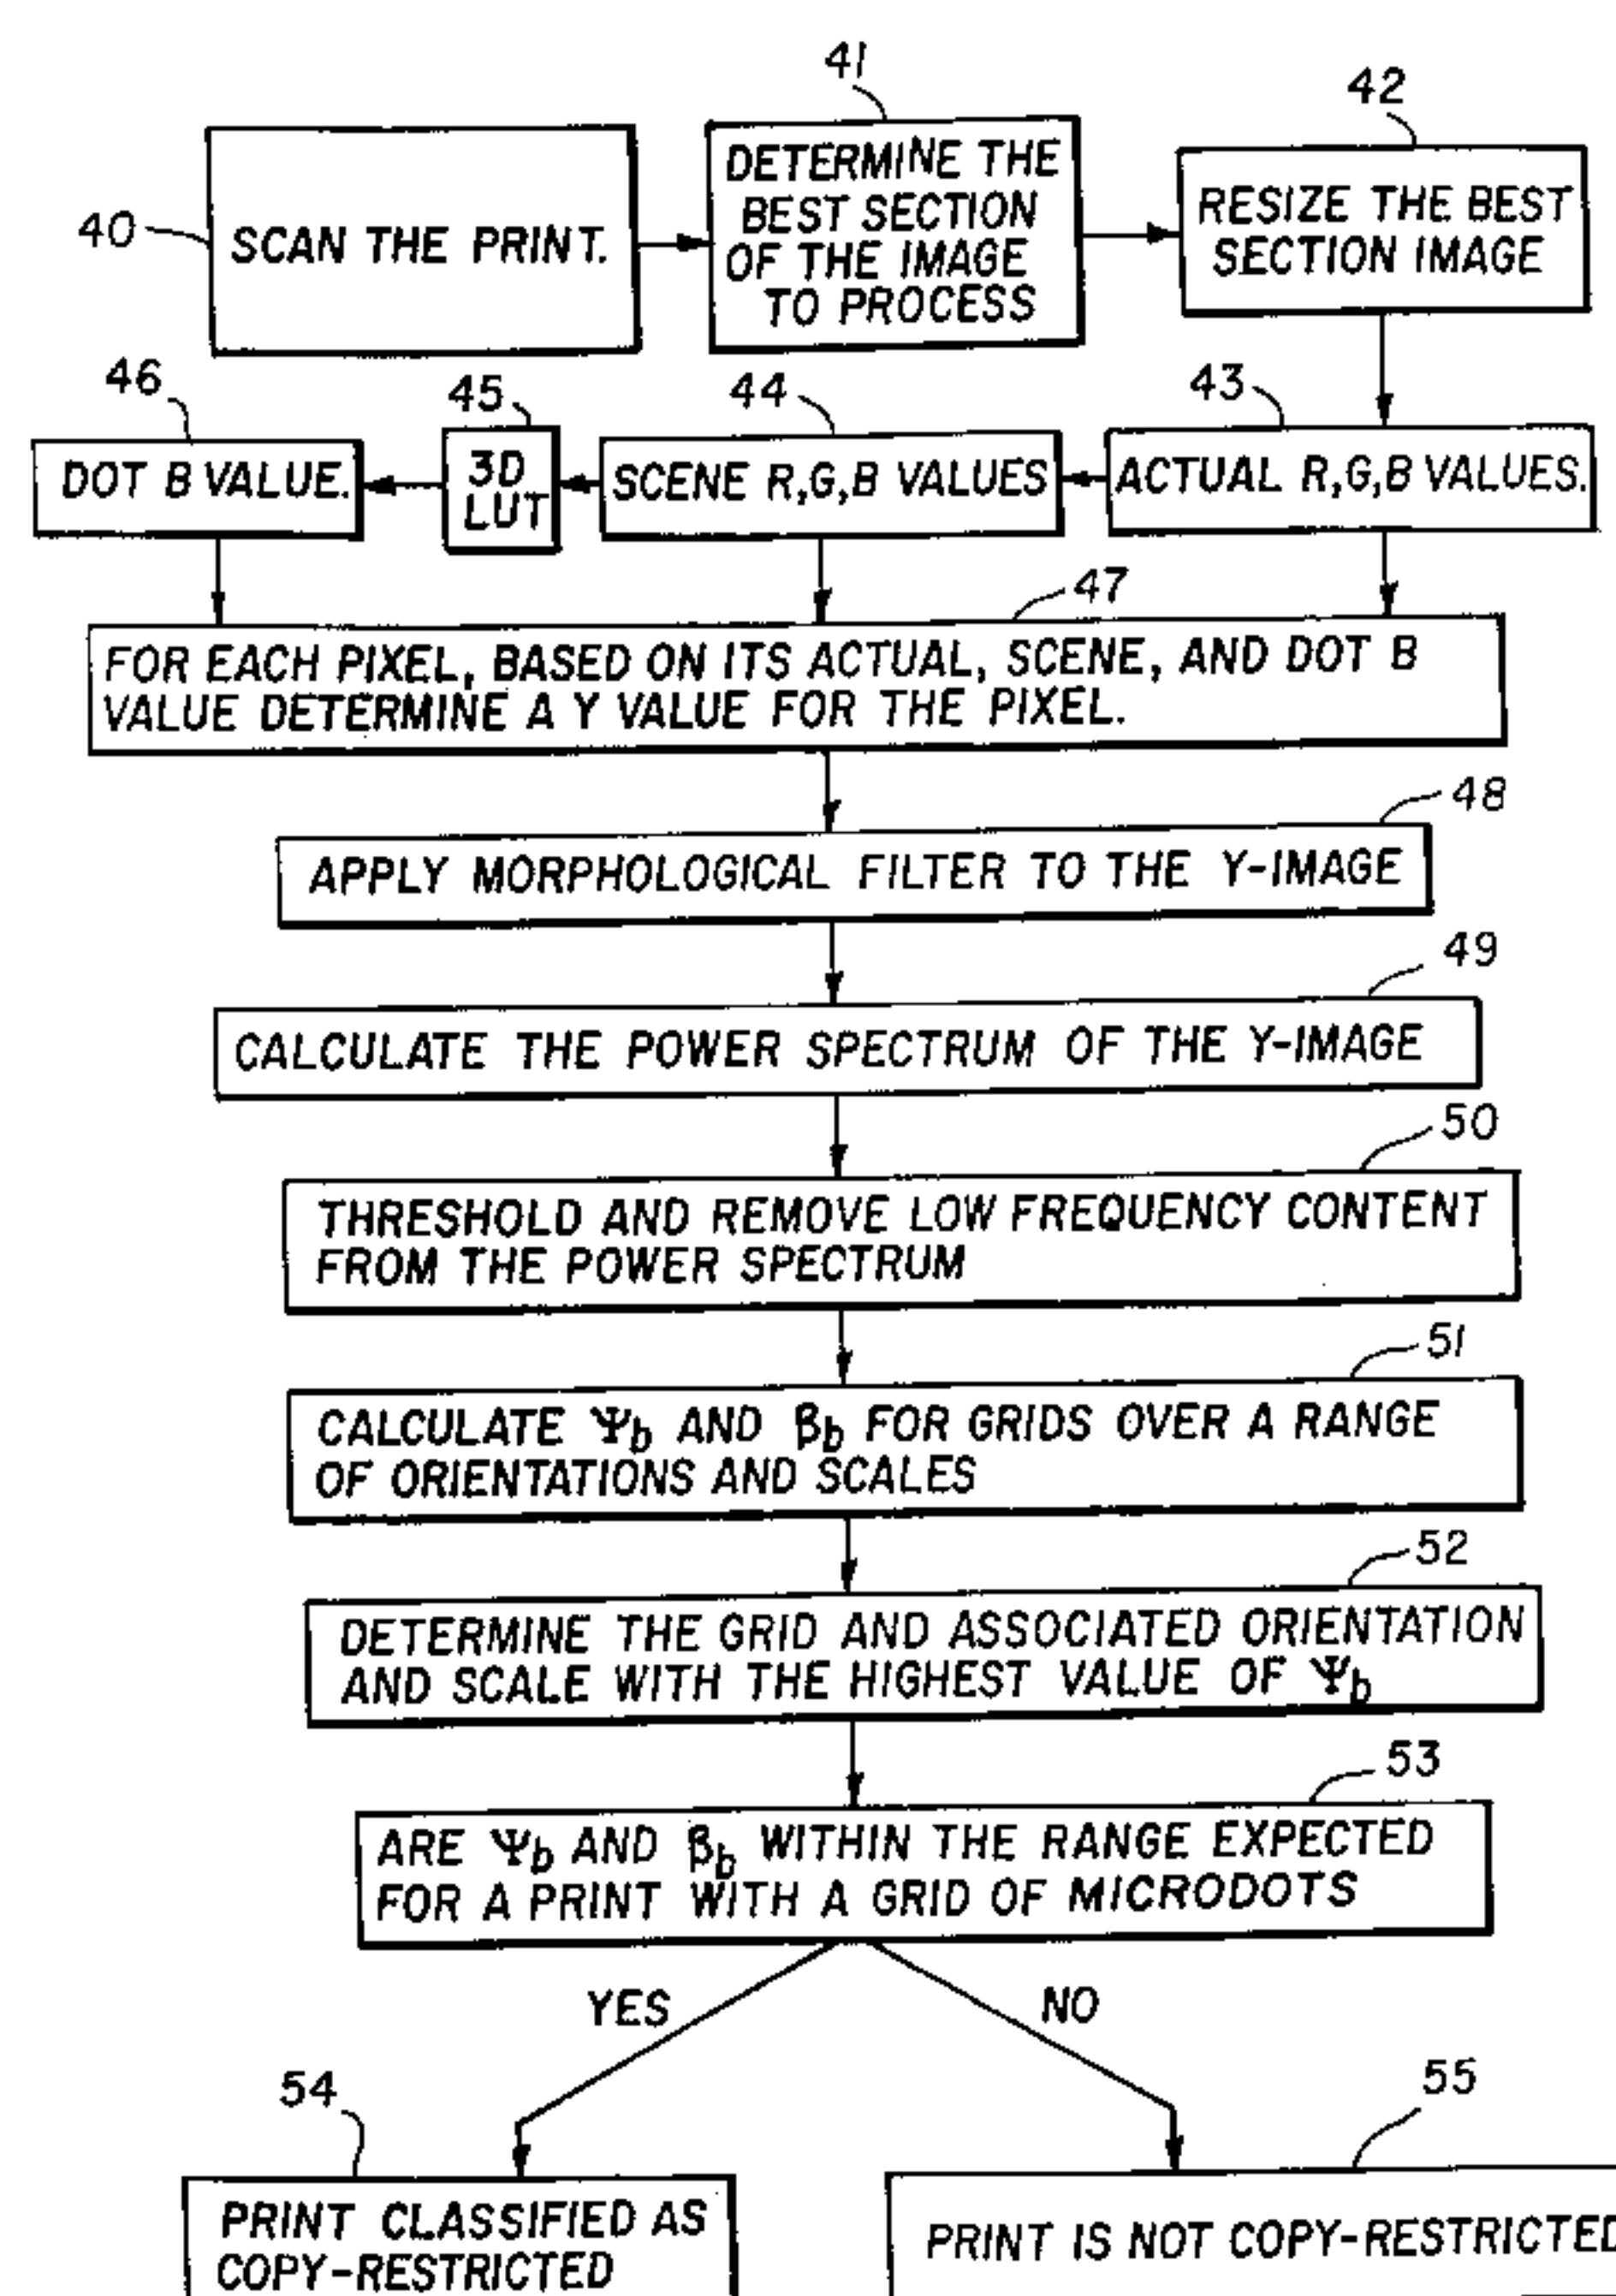 41
42
40
SCAN THE PRINT.
DETERMINE THE
BEST SECTION
OF THE IMAGE
TO PROCESS
RESIZE THE BEST
SECTION IMAGE
46
45
44
43
DOT B VALUE.
3D
LUT
SCENE R,G,B VALUES
ACTUAL R,G,B VALUES.
47
FOR EACH PIXEL, BASED ON ITS ACTUAL, SCENE, AND DOT B
VALUE DETERMINE A Y VALUE FOR THE PIXEL.
48
APPLY MORPHOLOGICAL FILTER TO THE Y-IMAGE
49
CALCULATE THE POWER SPECTRUM OF THE Y-IMAGE
50
THRESHOLD AND REMOVE LOW FREQUENCY CONTENT
FROM THE POWER SPECTRUM
51
CALCULATE Ψb AND βb FOR GRIDS OVER A RANGE
OF ORIENTATIONS AND SCALES
52
DETERMINE THE GRID AND ASSOCIATED ORIENTATION
AND SCALE WITH THE HIGHEST VALUE OF Ψb
53
ARE Ψb AND βb WITHIN THE RANGE EXPECTED
FOR A PRINT WITH A GRID OF MICRODOTS
YES
NO
54
55
PRINT CLASSIFIED AS
COPY-RESTRICTED
PRINT IS NOT COPY-RESTRICTED